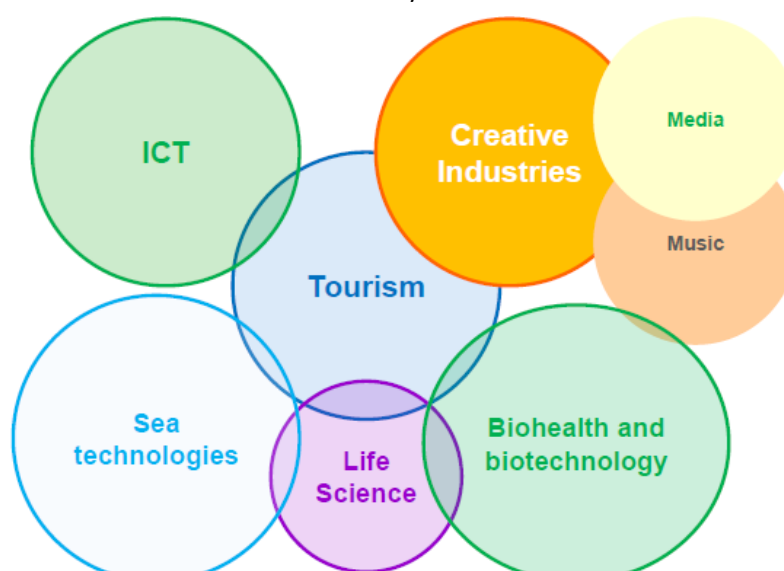 ICT
Creative
Industries
Media
Music
Tourism
Sea
technologies
Life
Science
Biohealth and
biotechnology